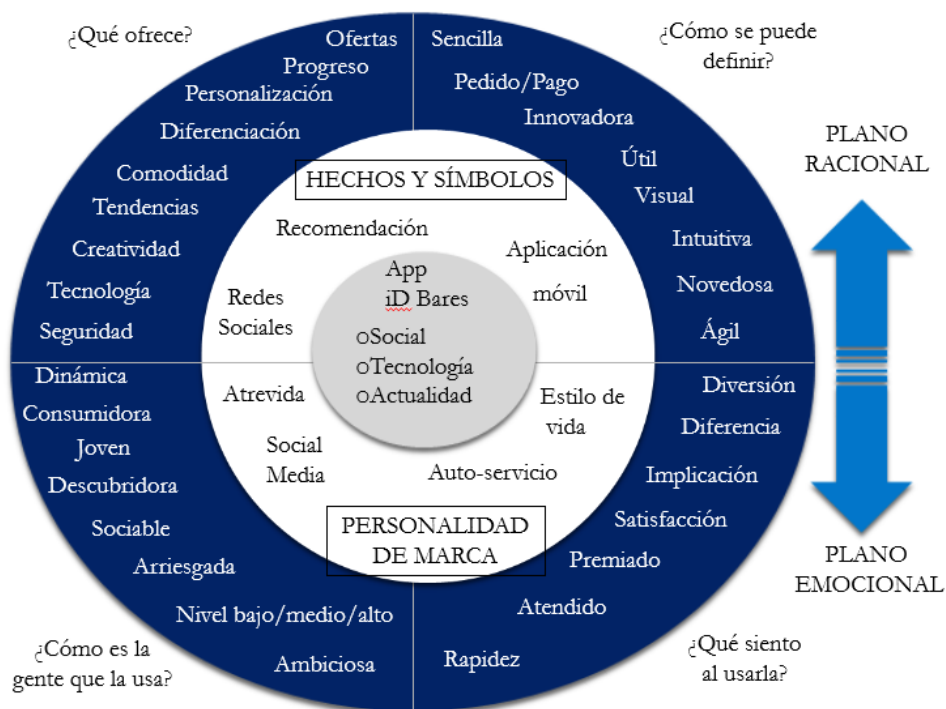 ¿Qué ofrece?
Ofertas
Progreso
Personalización
Diferenciación
Comodidad
Tendencias
Creatividad
Tecnología
Seguridad
¿Cómo se puede
definir?
Sencilla
Pedido/Pago
Innovadora
Útil
Visual
Intuitiva
Novedosa
Ágil
HECHOS Y SÍMBOLOS
Recomendación
Redes
Sociales
Aplicación
móvil
App
iD Bares
oSocial
oTecnología
oActualidad
Atrevida
Social
Media
Estilo de
vida
Auto-servicio
PERSONALIDAD
DE MARCA
Dinámica
Consumidora
Joven
Descubridora
Sociable
Arriesgada
Nivel bajo/medio/alto
Ambiciosa
¿Cómo es la
gente que la usa?
Diversión
Diferencia
Implicación
Satisfacción
Premiado
Atendido
Rapidez
¿Qué siento
al usarla?
PLANO
RACIONAL
PLANO
EMOCIONAL